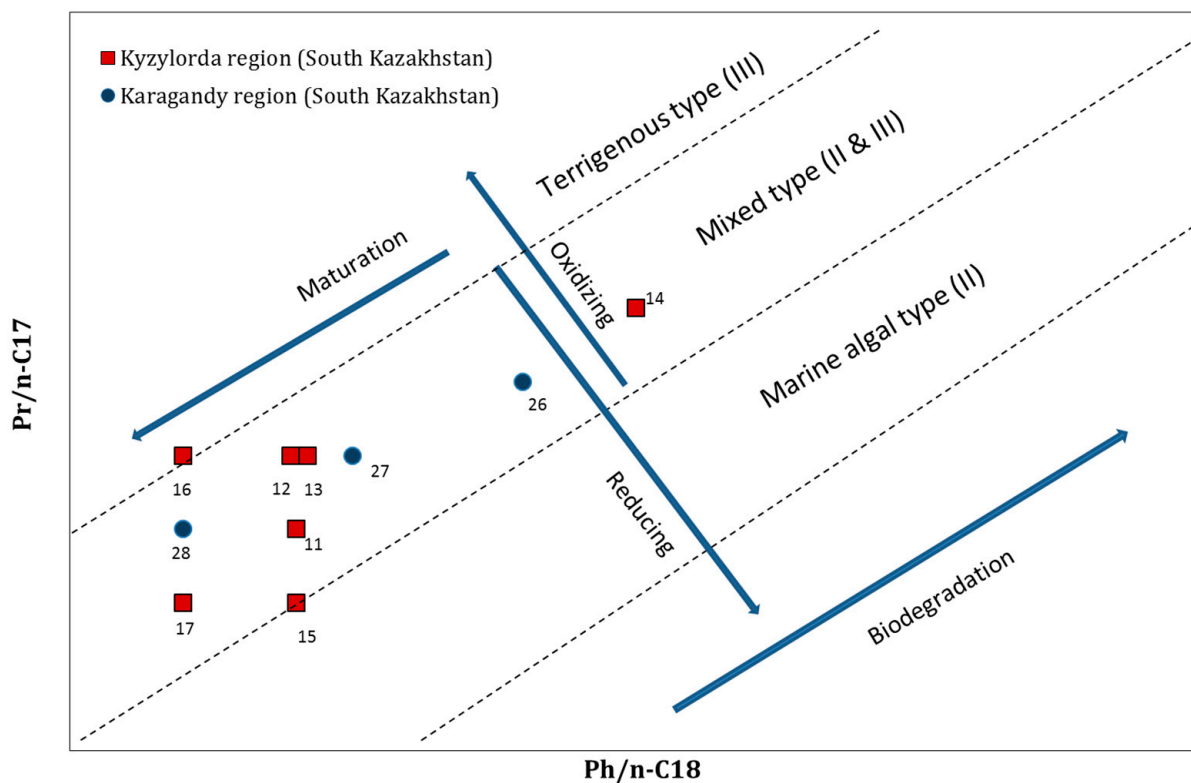 Kyzylorda region (South Kazakhstan)
Karagandy region (South Kazakhstan)
Terrigenous type (III)
Mixed type (II & III)
Marine algal type (II)
Maturation
Oxidizing
Reducing
Biodegradation
14
26
16
12
13
27
28
11
17
15
Pr/n-C17
Ph/n-C18